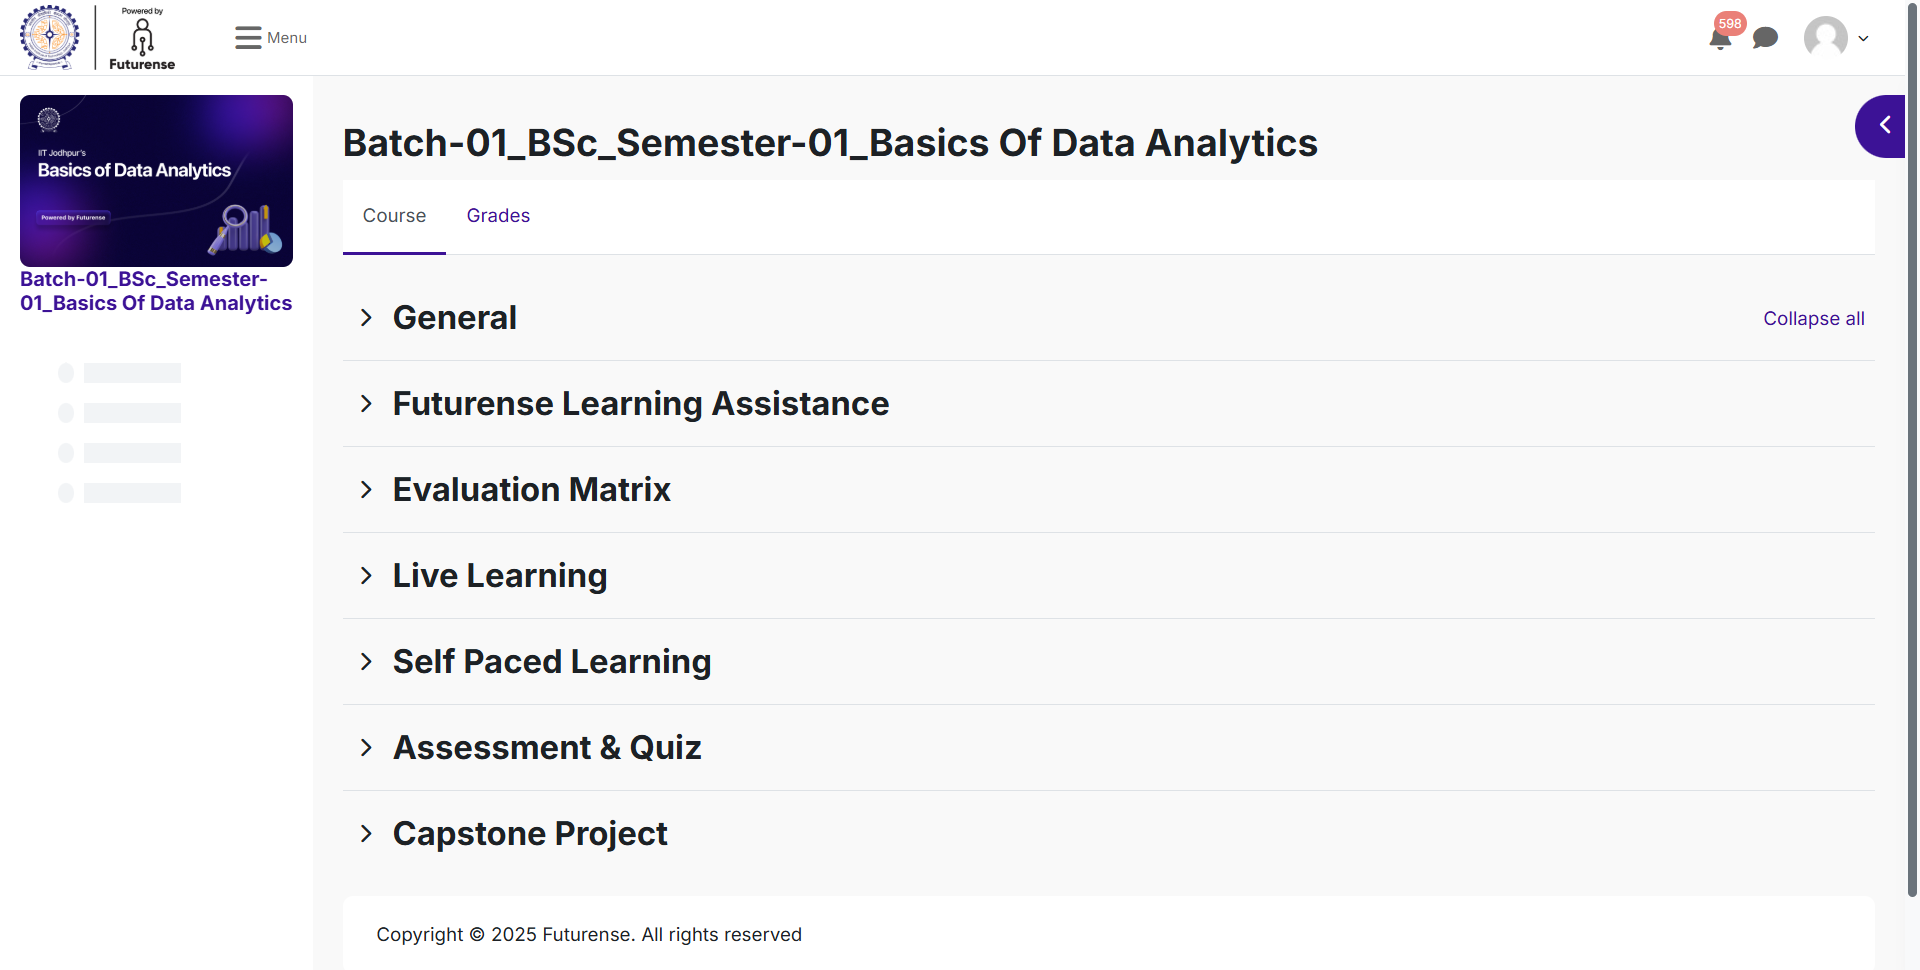 Powered by
Futurense
Menu
598
IIT Jodhpur's
Basics of Data Analytics
Powered by Futurense
Batch-01_BSc_Semester-
01_Basics Of Data Analytics
Batch-01_BSc_Semester-01_Basics Of Data Analytics
Course
Grades
General
Collapse all
Futurense Learning Assistance
Evaluation Matrix
Live Learning
Self Paced Learning
Assessment & Quiz
Capstone Project
Copyright © 2025 Futurense. All rights reserved